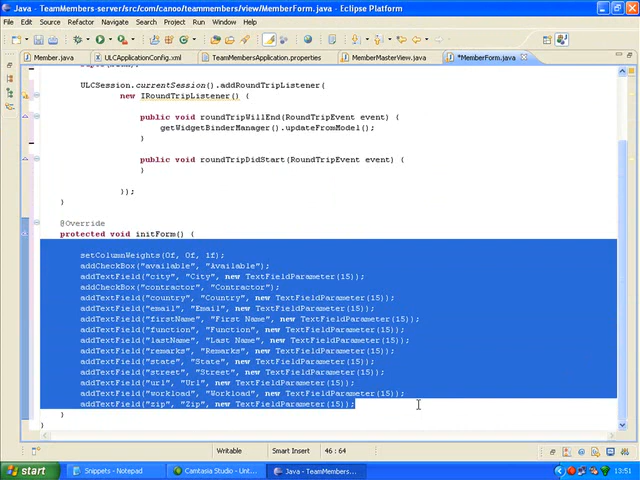 Java - TeamMembers-server/src/com/canoo/teammembers/view/MemberForm.java - Eclipse Platform
File Edit Source Refactor Navigate Search Project Run Window Help
Member.java ULCApplicationConfig.xml TeamMembersApplication.properties MemberMasterView.java *MemberForm.java
ULCSession.currentSession().addRoundTripListener(
new IRoundTripListener() {
public void roundTripWillEnd(RoundTripEvent event) {
getWidgetBinderManager().updateFromModel();
}
public void roundTripDidStart(RoundTripEvent event) {
}
});
}
@Override
protected void initForm() {
setColumnWeights(0f, 0f, 1f);
addCheckBox("available", "Available");
addTextField("city", "City", new TextFieldParameter(15));
addCheckBox("contractor", "Contractor");
addTextField("country", "Country", new TextFieldParameter(15));
addTextField("email", "Email", new TextFieldParameter(15));
addTextField("firstName", "First Name", new TextFieldParameter(15));
addTextField("function", "Function", new TextFieldParameter(15));
addTextField("lastName", "Last Name", new TextFieldParameter(15));
addTextField("remarks", "Remarks", new TextFieldParameter(15));
addTextField("state", "State", new TextFieldParameter(15));
addTextField("street", "Street", new TextFieldParameter(15));
addTextField("url", "Url", new TextFieldParameter(15));
addTextField("workload", "Workload", new TextFieldParameter(15));
addTextField("zip", "Zip", new TextFieldParameter(15));
}
}
Writable Smart Insert 46 : 64
start Snippets - Notepad Camtasia Studio - Unt... Java - TeamMembers-... 13:51